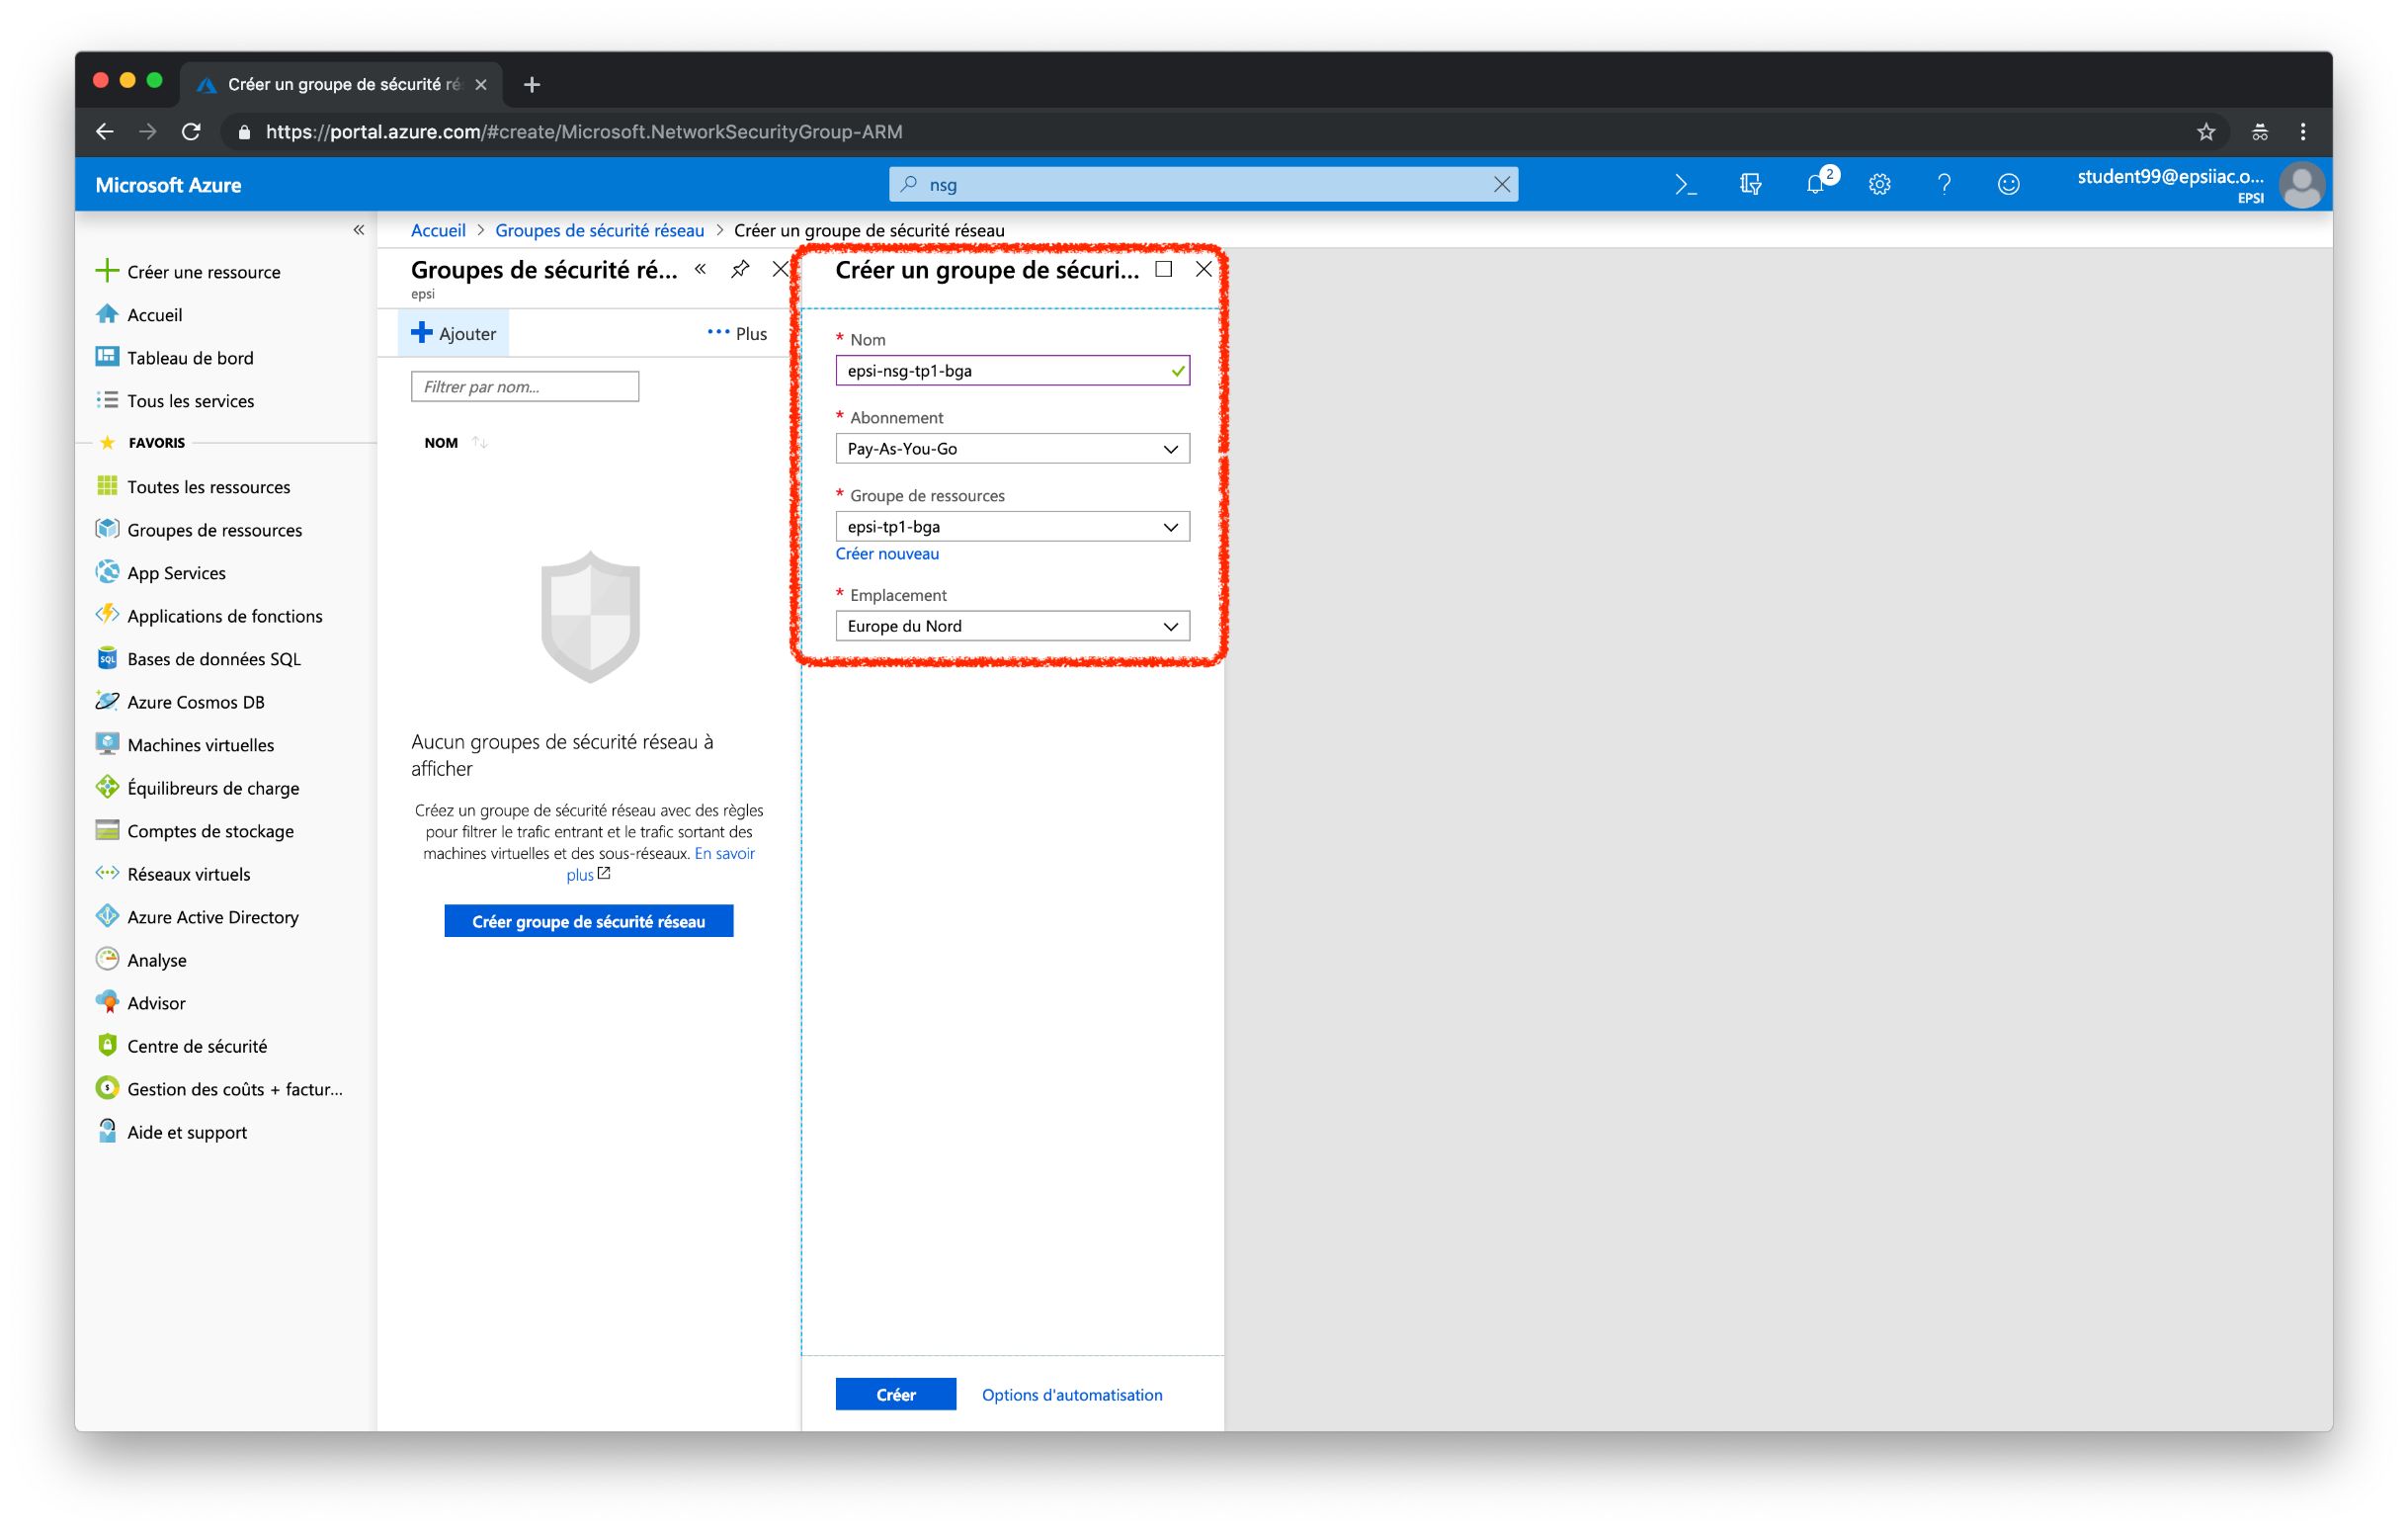 Créer un groupe de sécurité ré
https://portal.azure.com/#create/Microsoft.NetworkSecurityGroup-ARM
Microsoft Azure
nsg
2
student99@epsiiac.o...
EPSI
Accueil > Groupes de sécurité réseau > Créer un groupe de sécurité réseau
Créer une ressource
Accueil
Tableau de bord
Tous les services
FAVORIS
Toutes les ressources
Groupes de ressources
App Services
Applications de fonctions
Bases de données SQL
Azure Cosmos DB
Machines virtuelles
Équilibreurs de charge
Comptes de stockage
Réseaux virtuels
Azure Active Directory
Analyse
Advisor
Centre de sécurité
Gestion des coûts + factur...
Aide et support
Groupes de sécurité ré...
epsi
Ajouter
Plus
Filtrer par nom...
NOM
Aucun groupes de sécurité réseau à
afficher
Créez un groupe de sécurité réseau avec des règles
pour filtrer le trafic entrant et le trafic sortant des
machines virtuelles et des sous-réseaux. En savoir
plus
Créer groupe de sécurité réseau
Créer un groupe de sécuri...
* Nom
epsi-nsg-tp1-bga
* Abonnement
Pay-As-You-Go
* Groupe de ressources
epsi-tp1-bga
Créer nouveau
* Emplacement
Europe du Nord
Créer
Options d'automatisation